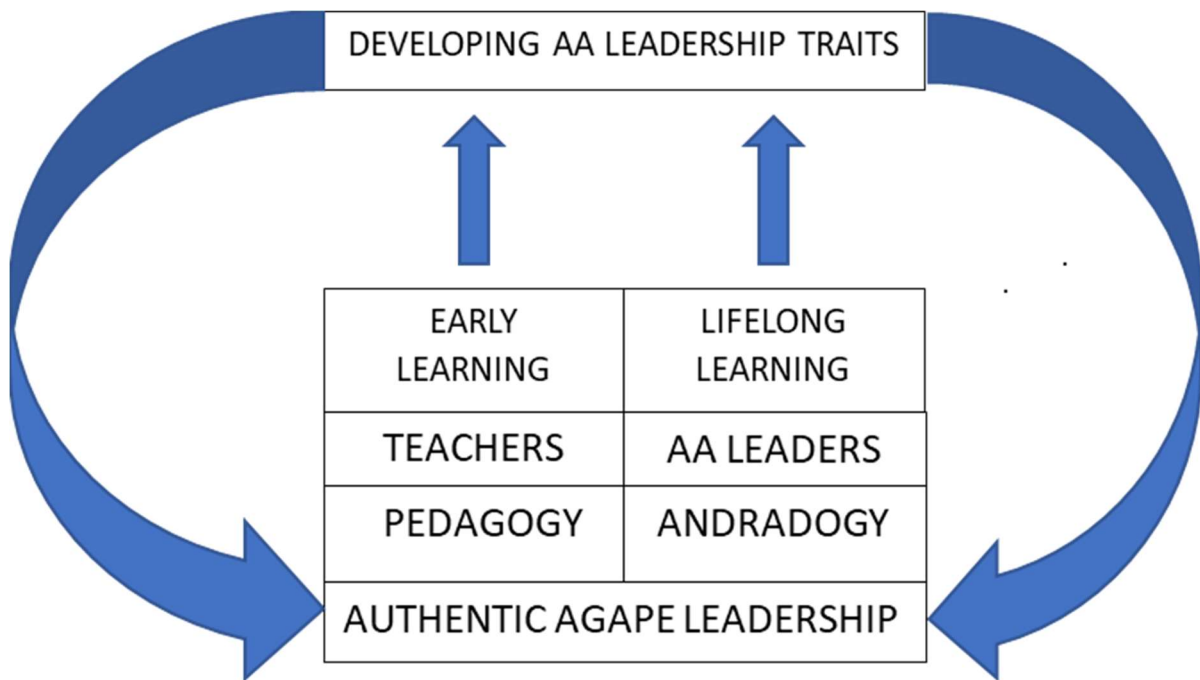 DEVELOPING AA LEADERSHIP TRAITS
EARLY
LEARNING
LIFELONG
LEARNING
TEACHERS
AA LEADERS
PEDAGOGY
ANDRADOGY
AUTHENTIC AGAPE LEADERSHIP